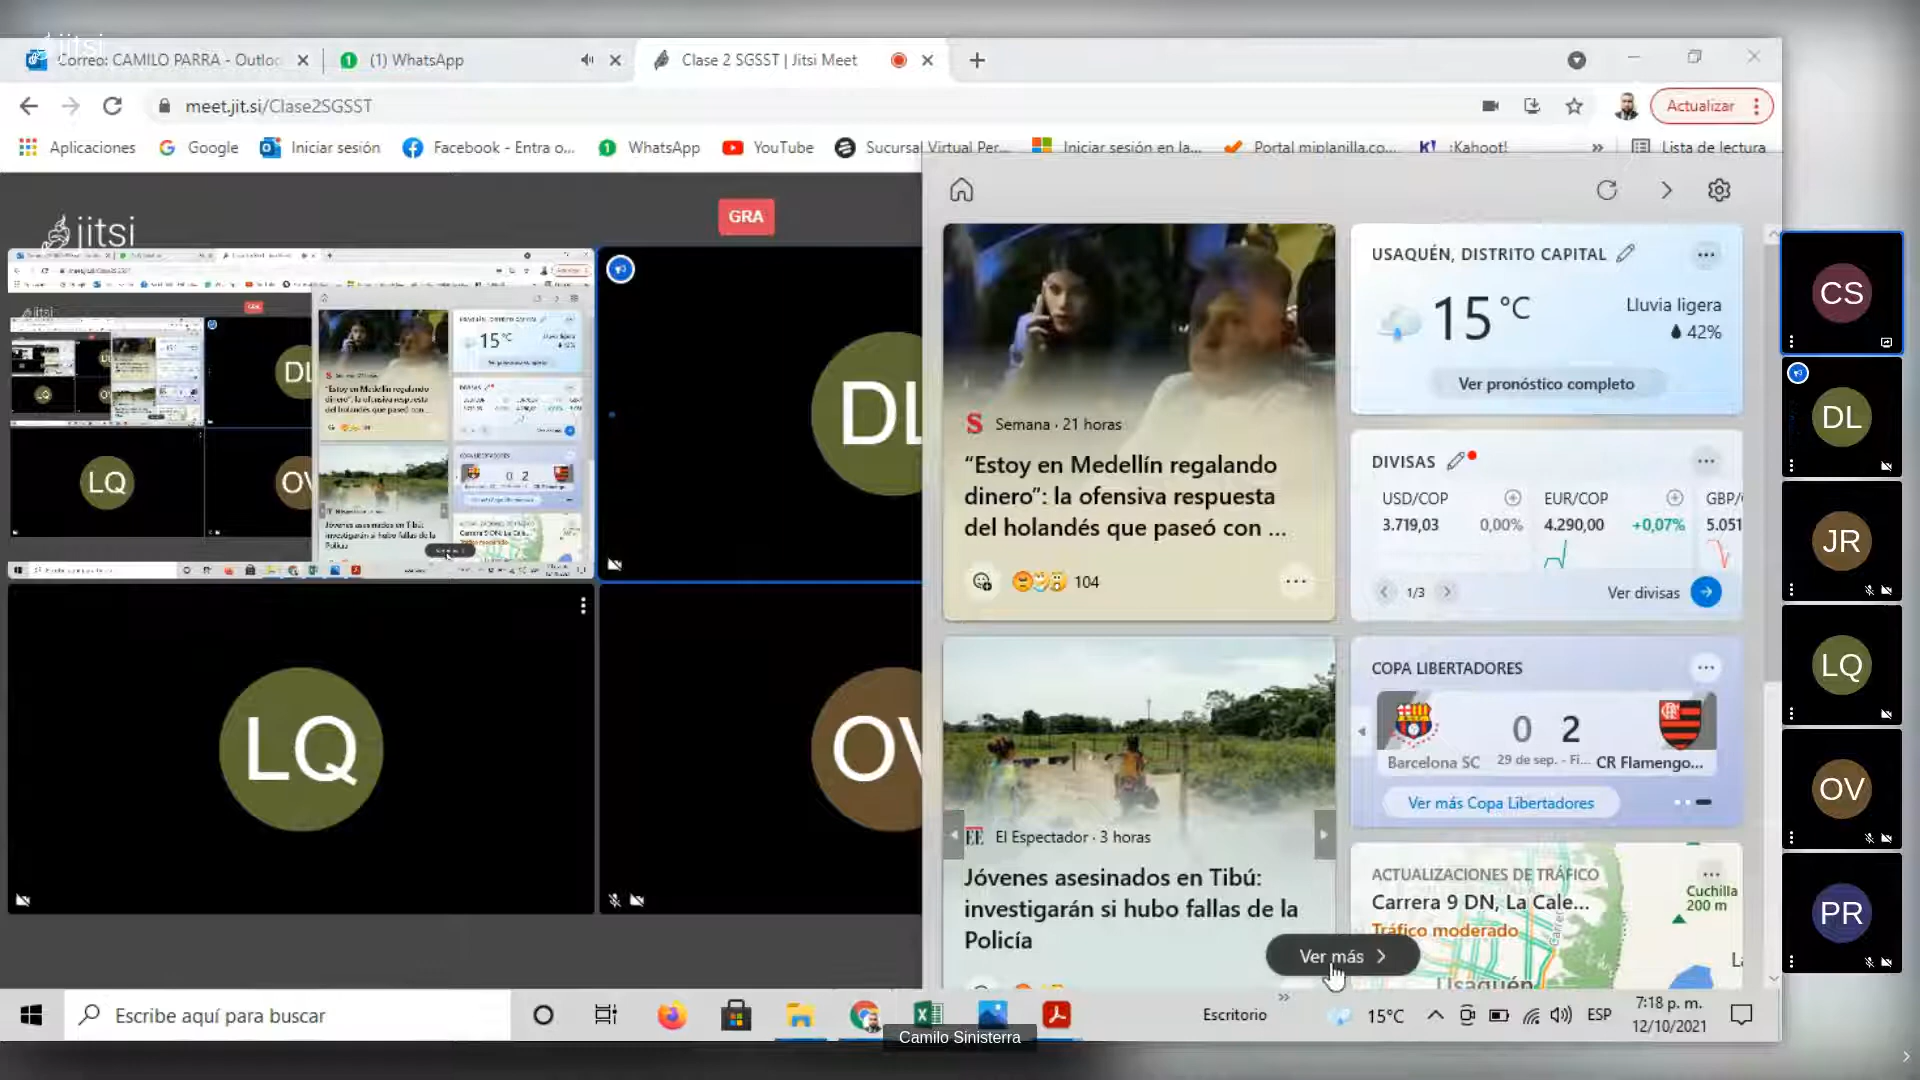 jitsi
Correo: CAMILO PARRA - Outloo
(1) WhatsApp
Clase 2 SGSST | Jitsi Meet
meet.jit.si/Clase2SGSST
Actualizar
Aplicaciones
Google
Iniciar sesión
Facebook - Entra o...
WhatsApp
YouTube
Sucursal Virtual Per...
Iniciar sesión en la...
Portal miplanilla.co...
¡Kahoot!
»
Lista de lectura
jitsi
GRA
LQ
DL
LQ
OV
Semana · 21 horas
“Estoy en Medellín regalando
dinero”: la ofensiva respuesta
del holandés que paseó con ...
104
USAQUÉN, DISTRITO CAPITAL
15 °C
Lluvia ligera
42%
Ver pronóstico completo
DIVISAS
USD/COP
EUR/COP
GBP/
3.719,03
0,00%
4.290,00
+0,07%
5.051
1/3
Ver divisas
COPA LIBERTADORES
0 2
Barcelona SC
29 de sep. - Fi...
CR Flamengo...
Ver más Copa Libertadores
EE El Espectador · 3 horas
Jóvenes asesinados en Tibú:
investigarán si hubo fallas de la
Policía
ACTUALIZACIONES DE TRÁFICO
Carrera 9 DN, La Cale...
Tráfico moderado
Cuchilla
200 m
Usaquén
Ver más
CS
DL
JR
LQ
OV
PR
Escribe aquí para buscar
Escritorio
»
15°C
ESP
7:18 p. m.
12/10/2021
Camilo Sinisterra